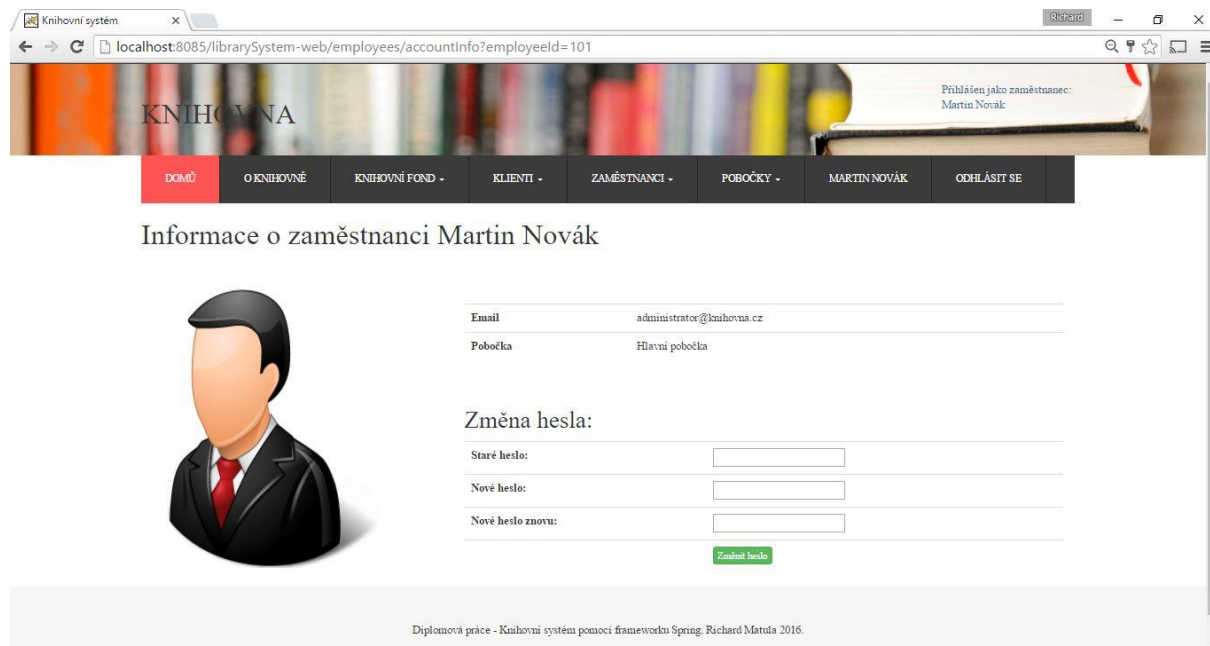 Knihovní systém
Richard
localhost:8085/librarySystem-web/employees/accountInfo?employeeId=101
KNIHOVNA
Přihlášen jako zaměstnanec:
Martin Novák
DOMŮ O KNIHOVNĚ KNIHOVNÍ FOND KLIENTI ZAMĚSTNANCI POBOČKY MARTIN NOVÁK ODHLÁSIT SE
Informace o zaměstnanci Martin Novák
Email administrator@knihovna.cz
Pobočka Hlavní pobočka
Změna hesla:
Staré heslo:
Nové heslo:
Nové heslo znovu:
Změnit heslo
Diplomová práce - Knihovní systém pomocí frameworku Spring. Richard Matula 2016.